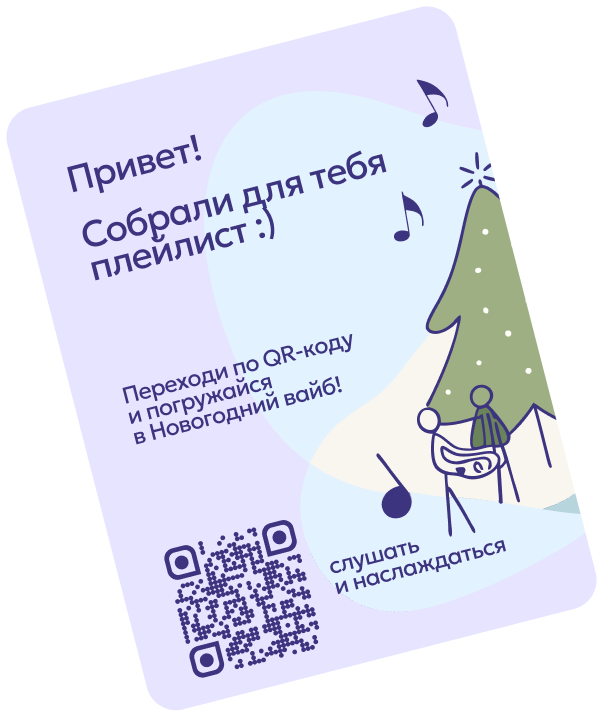 Привет!
Собрали для тебя
плейлист :)
Переходи по QR-коду
и погружайся
в Новогодний вайб!
слушать
и наслаждаться